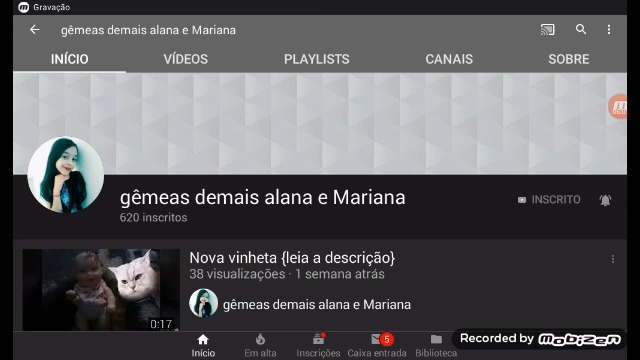 Gravação
gêmeas demais alana e Mariana
INÍCIO VÍDEOS PLAYLISTS CANAIS SOBRE
gêmeas demais alana e Mariana
620 inscritos
INSCRITO
Nova vinheta {leia a descrição}
38 visualizações · 1 semana atrás
gêmeas demais alana e Mariana
0:17
5
Início Em alta Inscrições Caixa entrada Biblioteca
Recorded by MOBIZEN